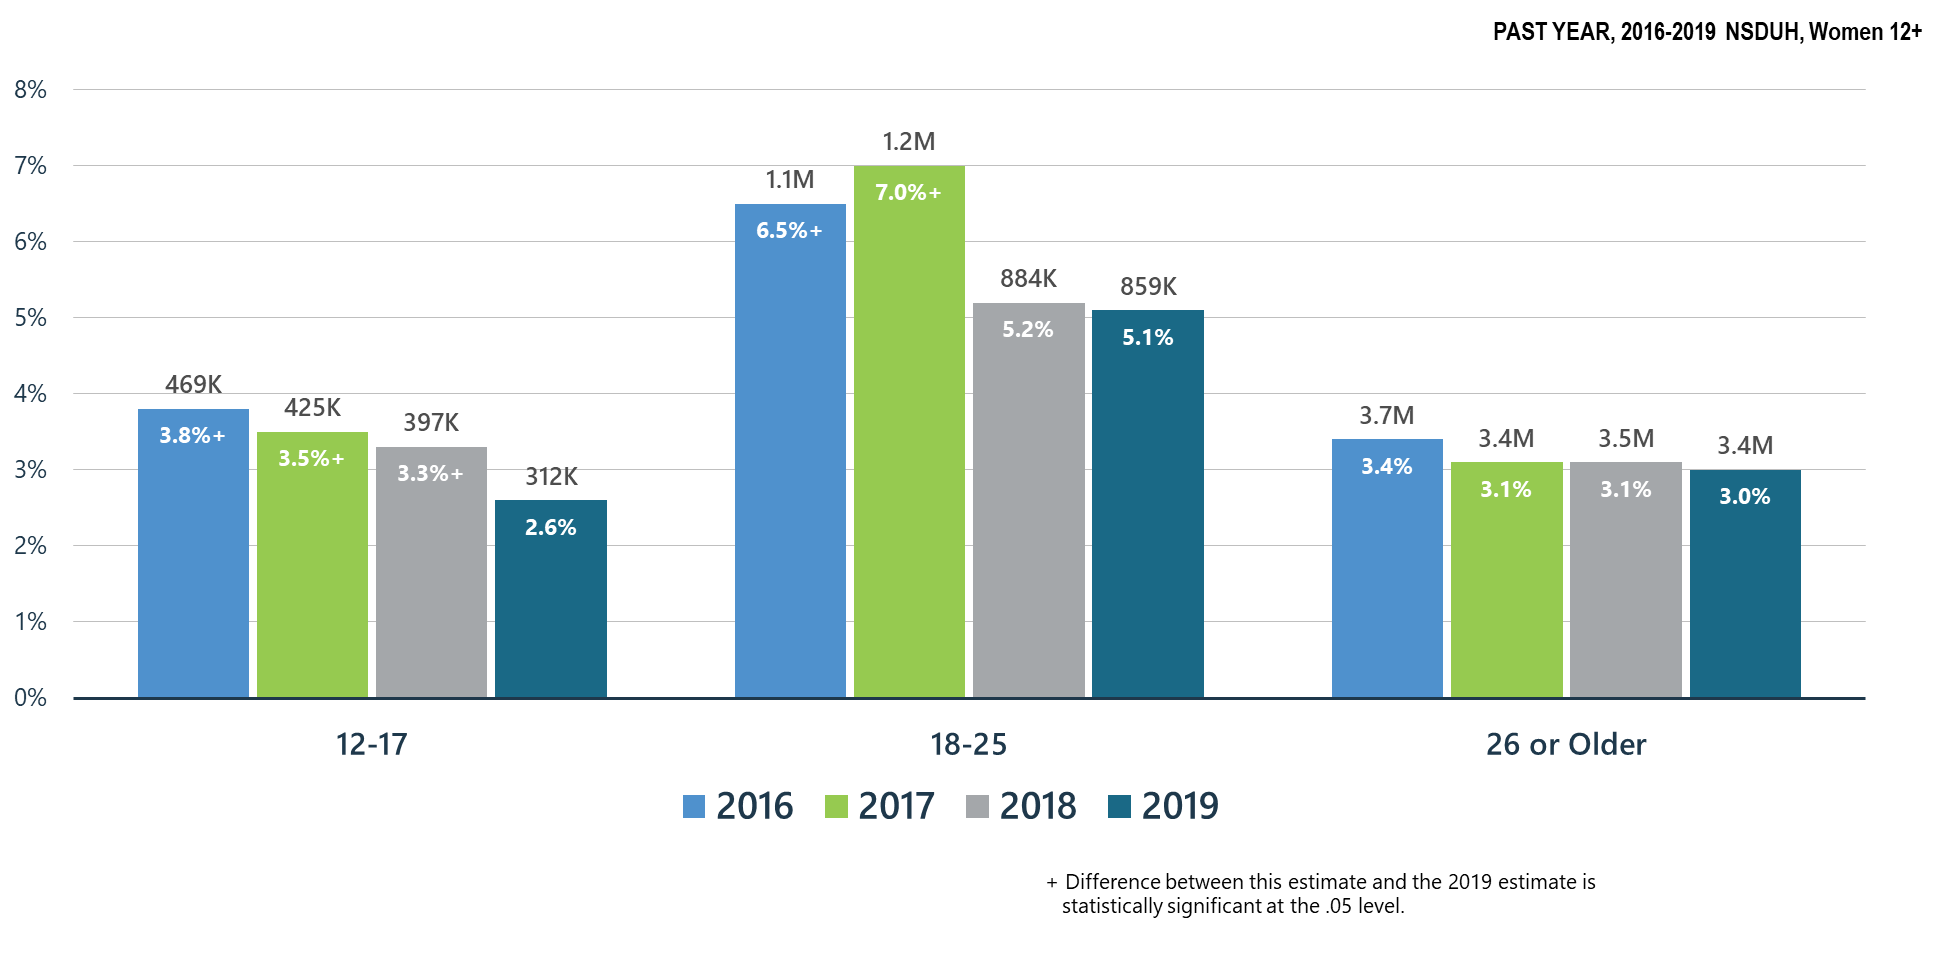 PAST YEAR, 2016-2019 NSDUH, Women 12+
8%
7%
6%
5%
4%
3%
2%
1%
0%
469K
3.8%+
425K
3.5%+
397K
3.3%+
312K
2.6%
1.1M
6.5%+
1.2M
7.0%+
884K
5.2%
859K
5.1%
3.7M
3.4%
3.4M
3.1%
3.5M
3.1%
3.4M
3.0%
12-17
18-25
26 or Older
2016
2017
2018
2019
+ Difference between this estimate and the 2019 estimate is
statistically significant at the .05 level.